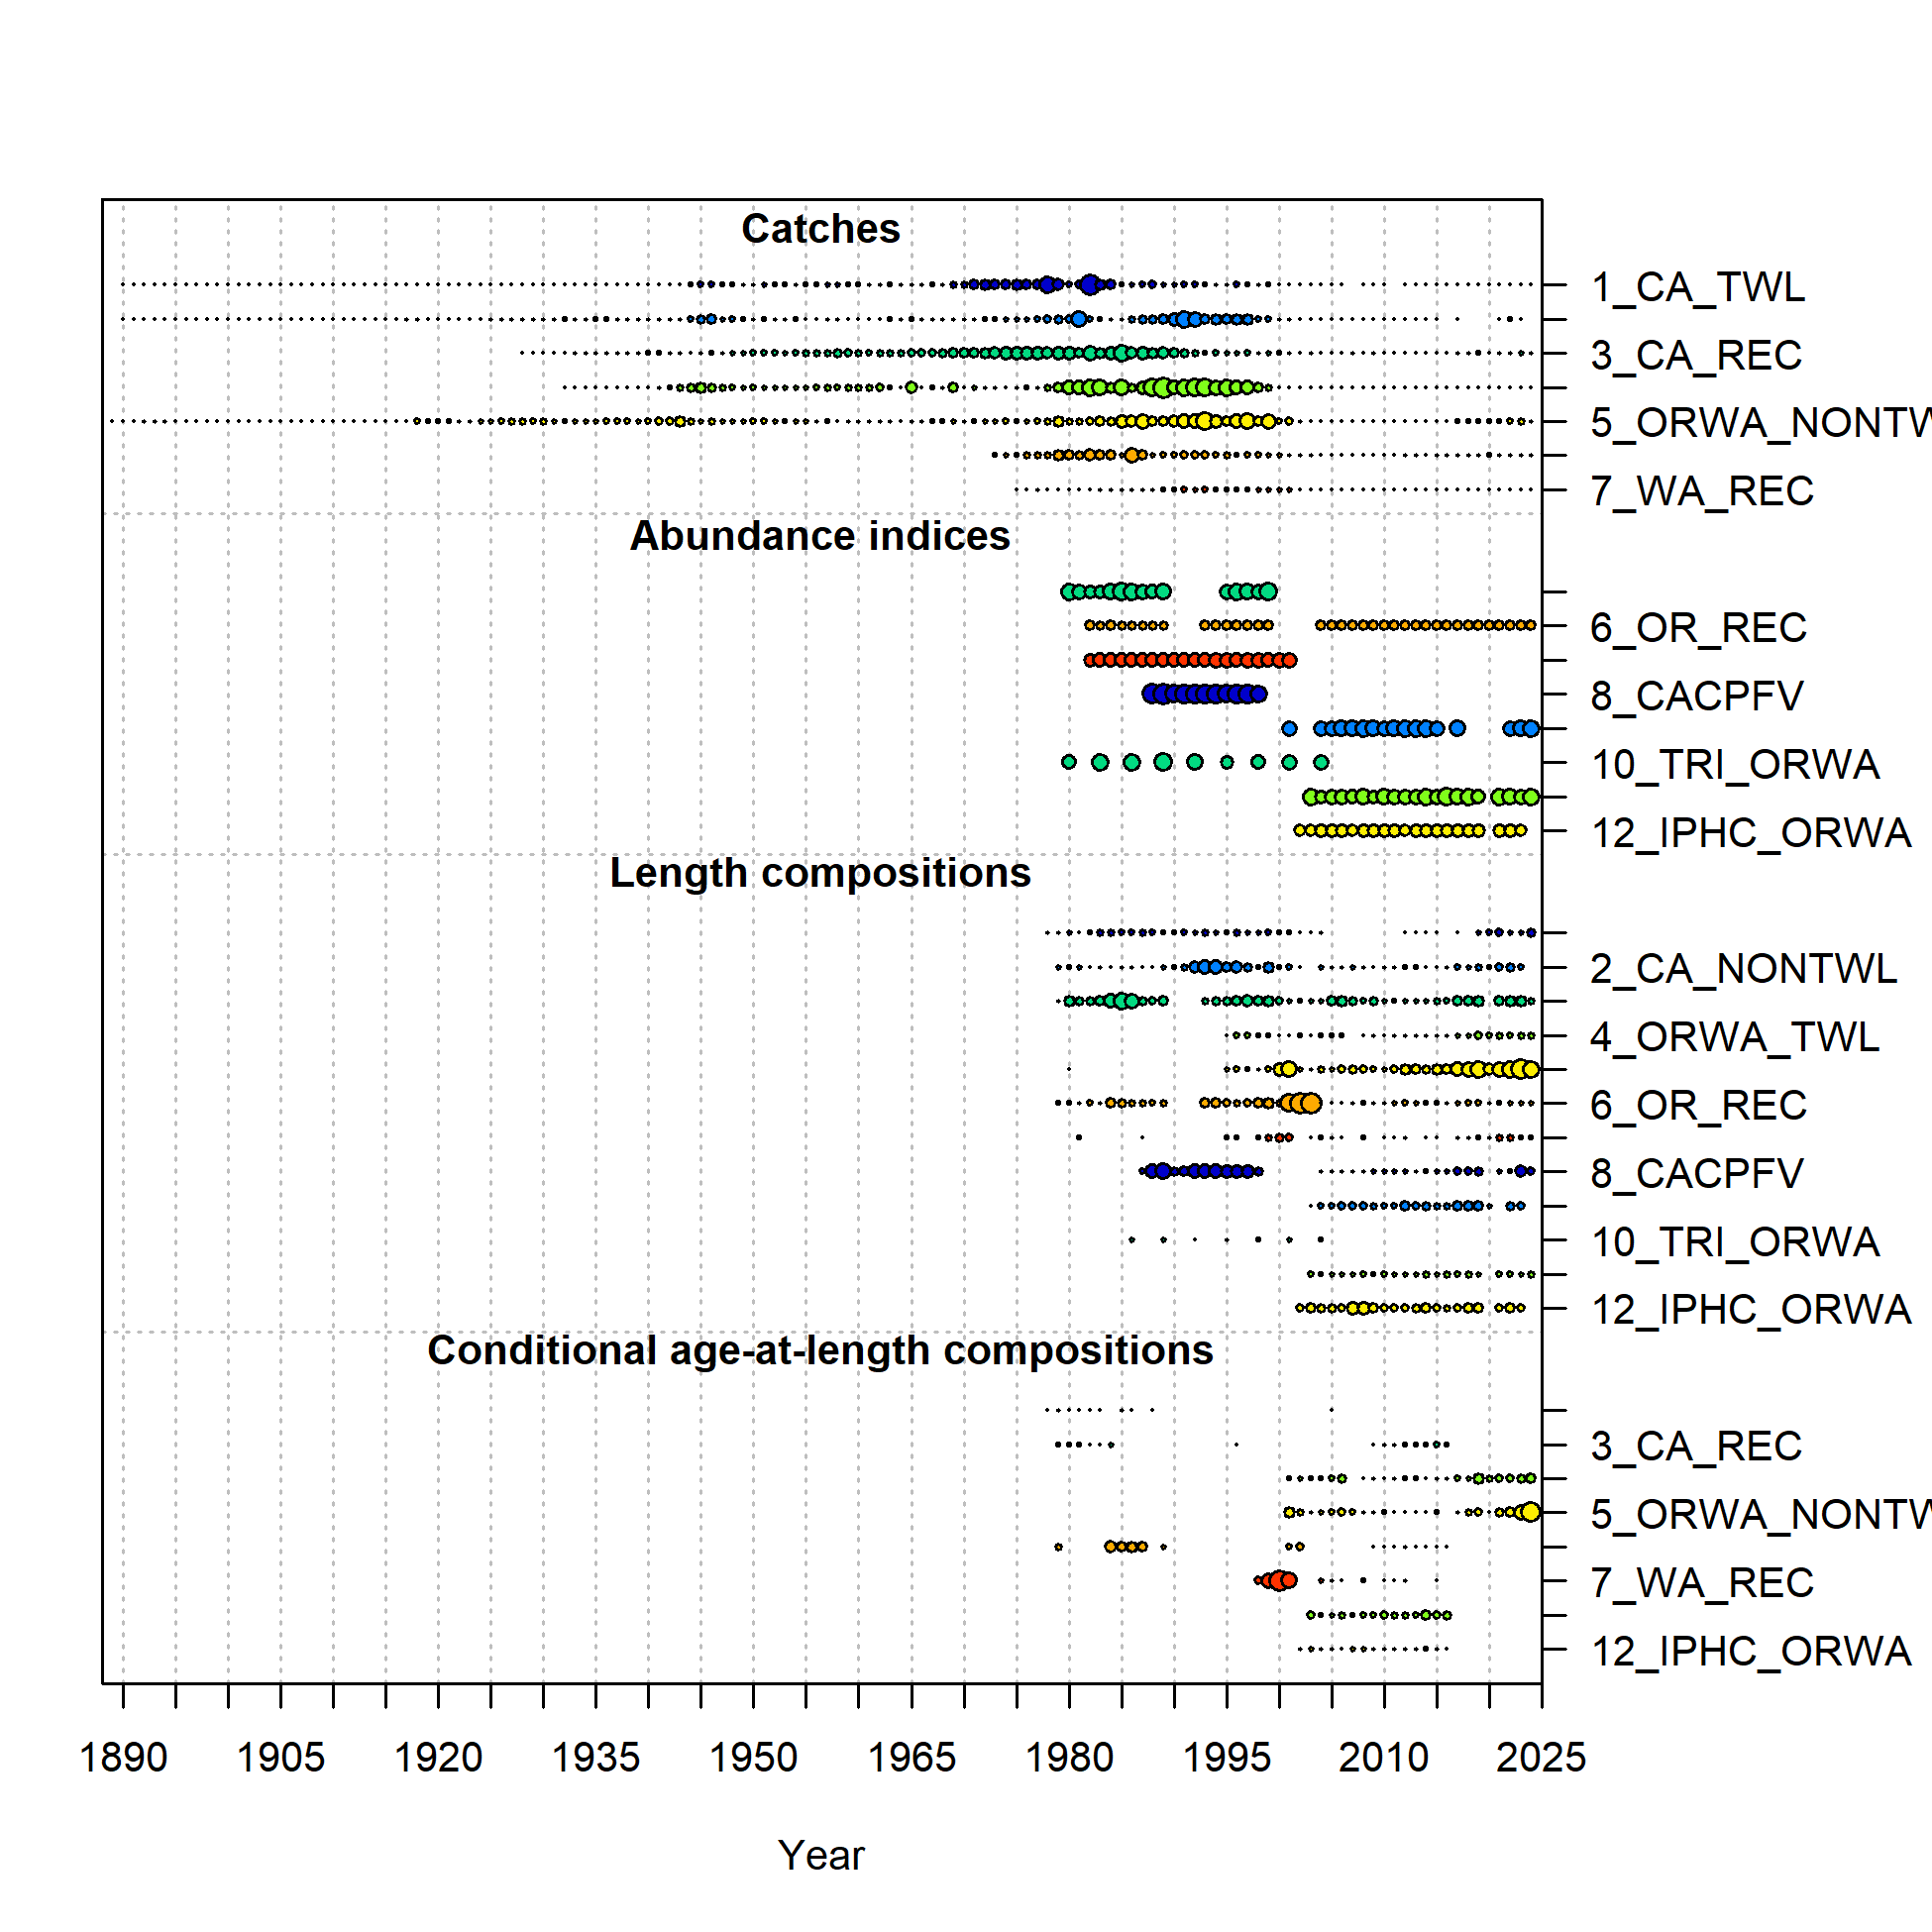 Catches
1_CA_TWL
3_CA_REC
5_ORWA_NONTW
7_WA_REC
Abundance indices
6_OR_REC
8_CACPFV
10_TRI_ORWA
12_IPHC_ORWA
Length compositions
2_CA_NONTWL
4_ORWA_TWL
6_OR_REC
8_CACPFV
10_TRI_ORWA
12_IPHC_ORWA
Conditional age-at-length compositions
3_CA_REC
5_ORWA_NONTW
7_WA_REC
12_IPHC_ORWA
1890 1905 1920 1935 1950 1965 1980 1995 2010 2025
Year